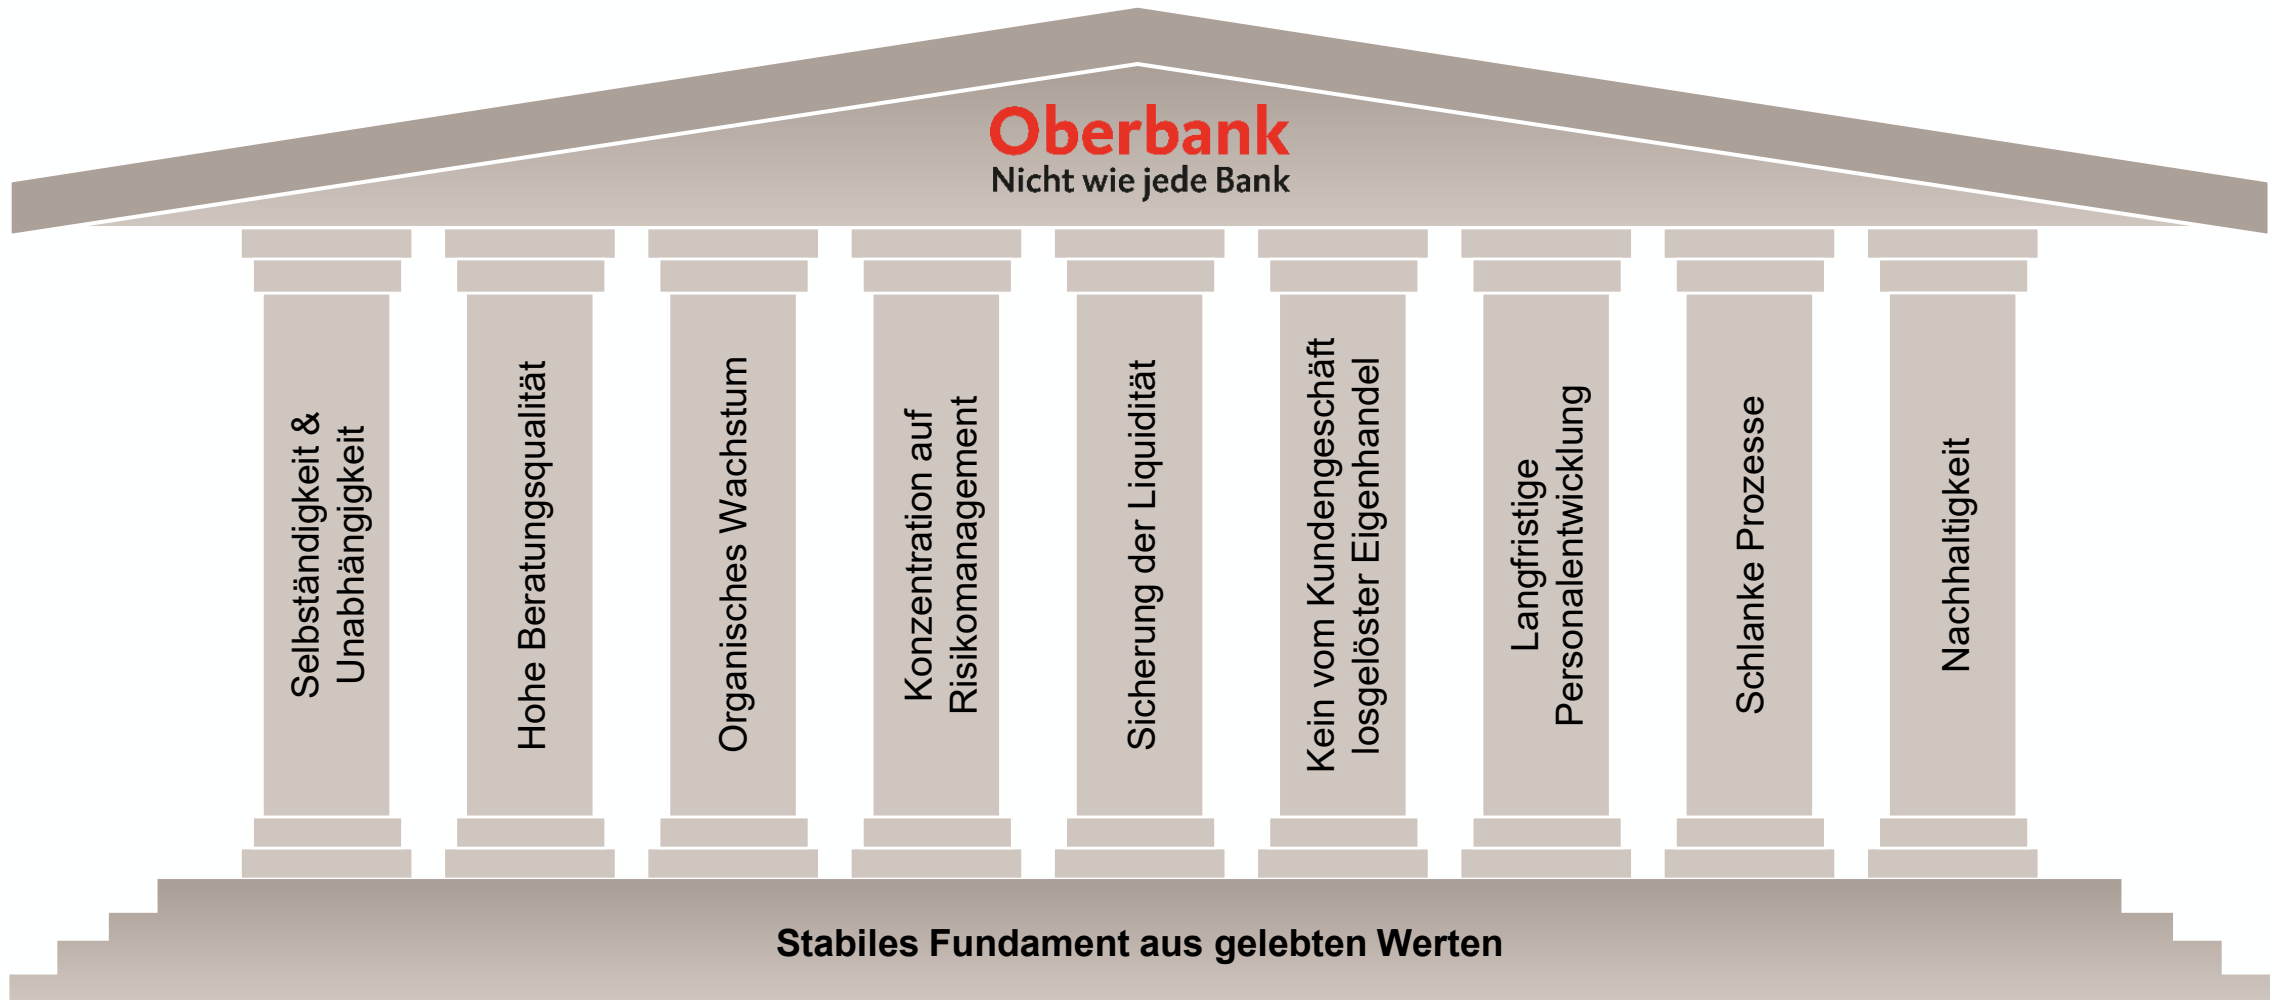 Oberbank
Nicht wie jede Bank
Selbständigkeit &
Unabhängigkeit
Hohe Beratungsqualität
Organisches Wachstum
Konzentration auf
Risikomanagement
Sicherung der Liquidität
Kein vom Kundengeschäft
losgelöster Eigenhandel
Langfristige
Personalentwicklung
Schlanke Prozesse
Nachhaltigkeit
Stabiles Fundament aus gelebten Werten